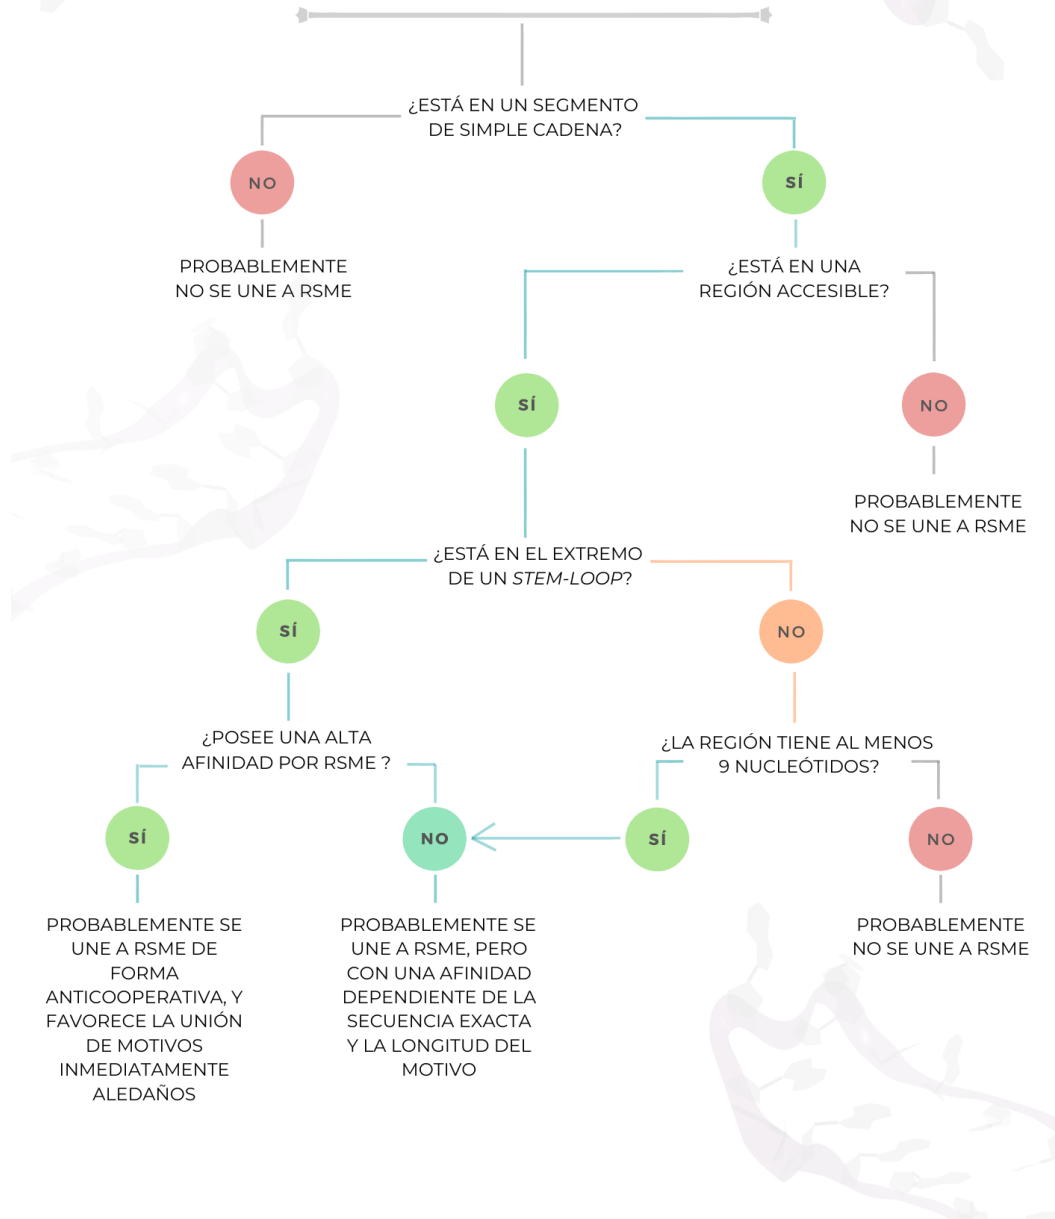 ¿ESTÁ EN UN SEGMENTO
DE SIMPLE CADENA?
NO
SÍ
PROBABLEMENTE
NO SE UNE A RSME
¿ESTÁ EN UNA
REGIÓN ACCESIBLE?
SÍ
NO
PROBABLEMENTE
NO SE UNE A RSME
¿ESTÁ EN EL EXTREMO
DE UN STEM-LOOP?
SÍ
NO
¿POSEE UNA ALTA
AFINIDAD POR RSME ?
¿LA REGIÓN TIENE AL MENOS
9 NUCLEÓTIDOS?
SÍ
NO
SÍ
NO
PROBABLEMENTE SE
UNE A RSME DE
FORMA
ANTICOOPERATIVA, Y
FAVORECE LA UNIÓN
DE MOTIVOS
INMEDIATAMENTE
ALEDAÑOS
PROBABLEMENTE SE
UNE A RSME, PERO
CON UNA AFINIDAD
DEPENDIENTE DE LA
SECUENCIA EXACTA
Y LA LONGITUD DEL
MOTIVO
PROBABLEMENTE
NO SE UNE A RSME